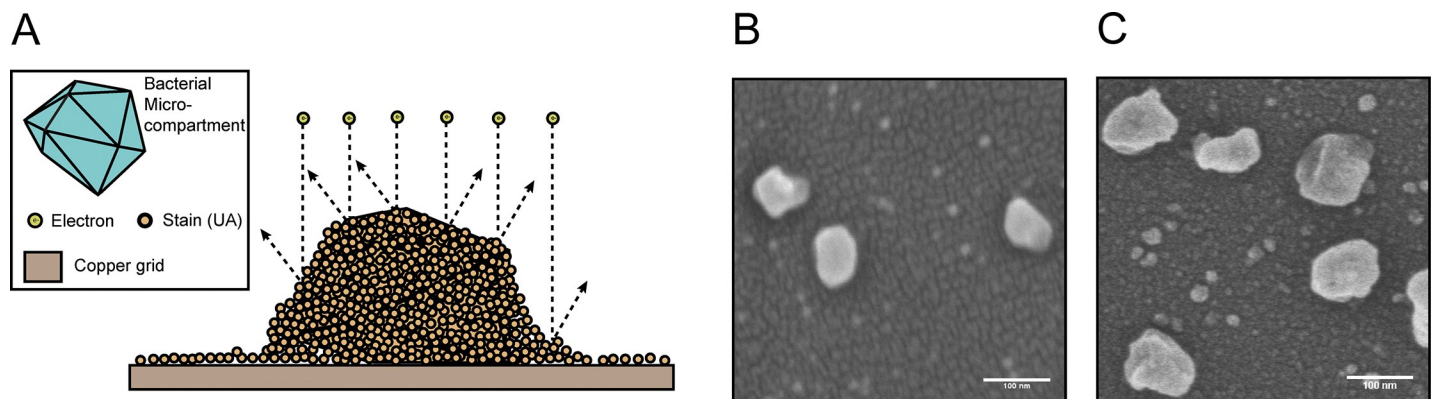 A
B
C
Bacterial
Micro-
compartment
Electron
Stain (UA)
Copper grid
100 nm
100 nm